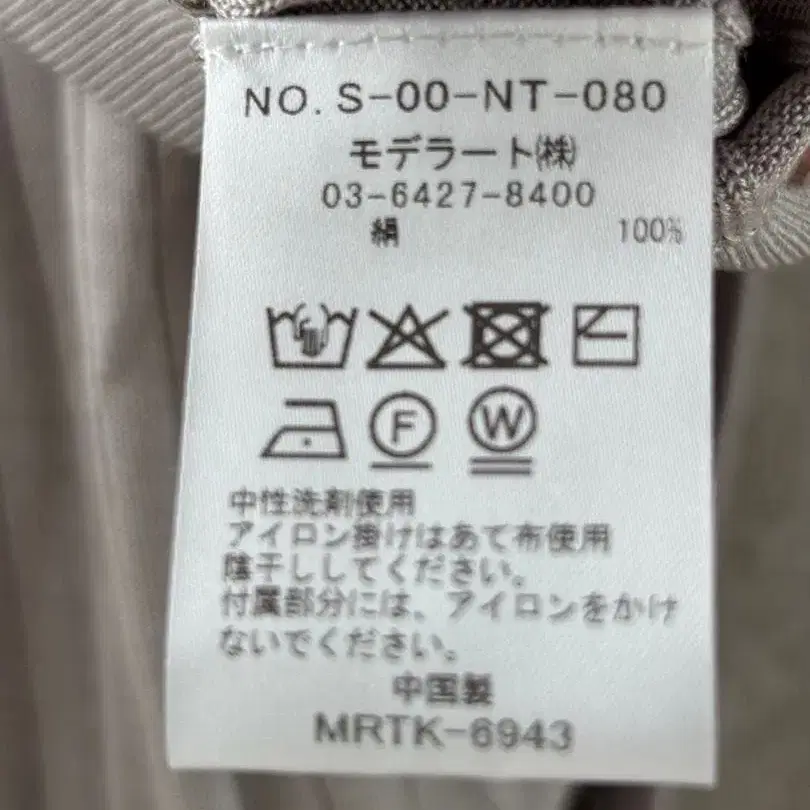 NO. S-00-NT-080
モデラート㈱
03-6427-8400
絹 100%
F W
中性洗剤使用
アイロン掛けはあて布使用
陰干ししてください。
付属部分には、アイロンをかけ
ないでください。
中国製
MRTK-6943